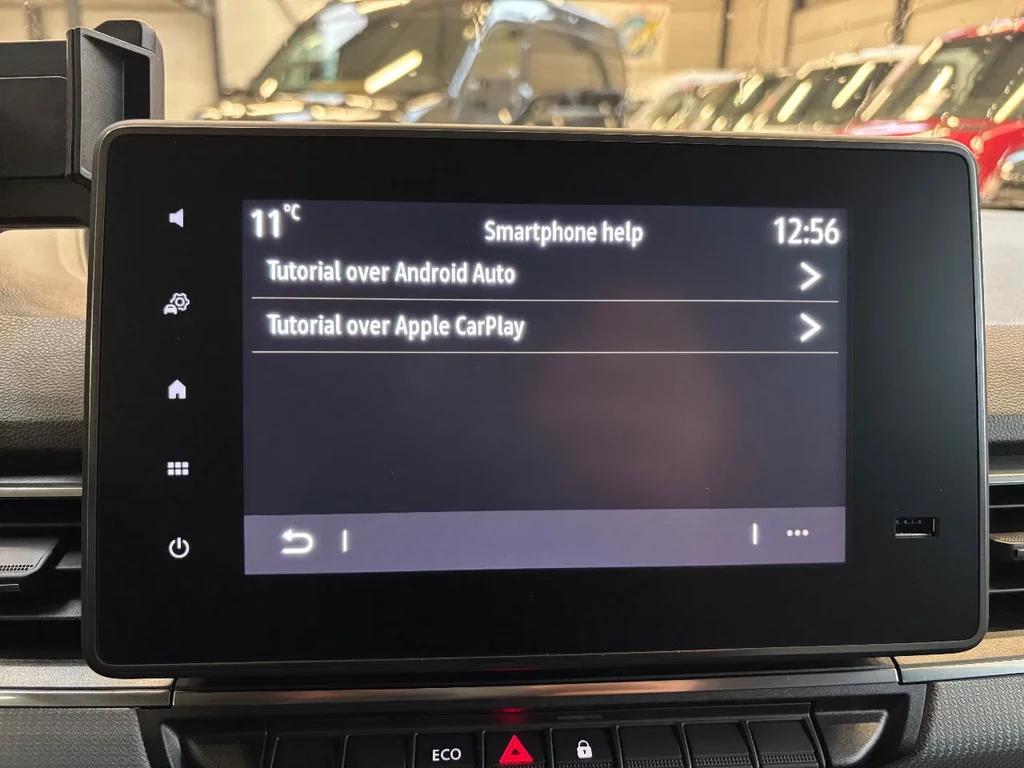 11°C
Smartphone help
12:56
Tutorial over Android Auto
Tutorial over Apple CarPlay
ECO